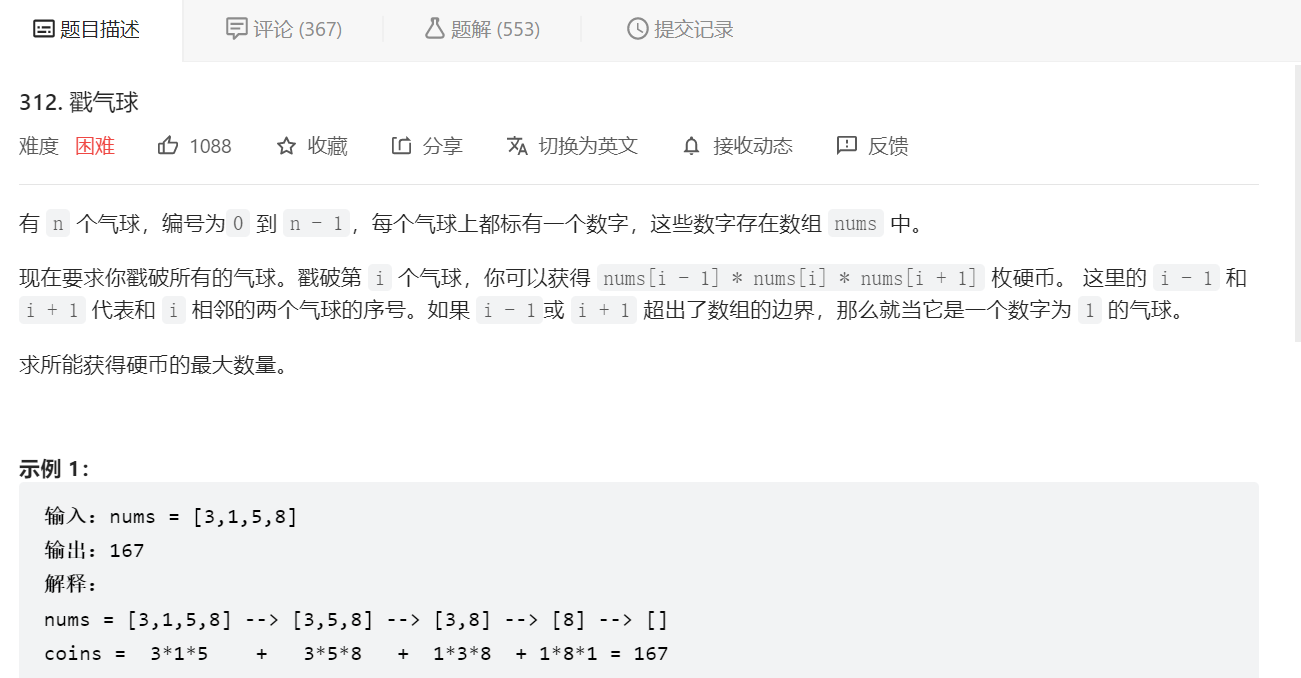 题目描述 评论 (367) 题解 (553) 提交记录
312. 戳气球
难度 困难 1088 收藏 分享 切换为英文 接收动态 反馈
有 n 个气球，编号为 0 到 n - 1，每个气球上都标有一个数字，这些数字存在数组 nums 中。
现在要求你戳破所有的气球。戳破第 i 个气球，你可以获得 nums[i - 1] * nums[i] * nums[i + 1] 枚硬币。 这里的 i - 1 和
i + 1 代表和 i 相邻的两个气球的序号。如果 i - 1或 i + 1 超出了数组的边界，那么就当它是一个数字为 1 的气球。
求所能获得硬币的最大数量。
示例 1：
输入：nums = [3,1,5,8]
输出：167
解释：
nums = [3,1,5,8] --> [3,5,8] --> [3,8] --> [8] --> []
coins =  3*1*5    +   3*5*8   +  1*3*8  + 1*8*1 = 167